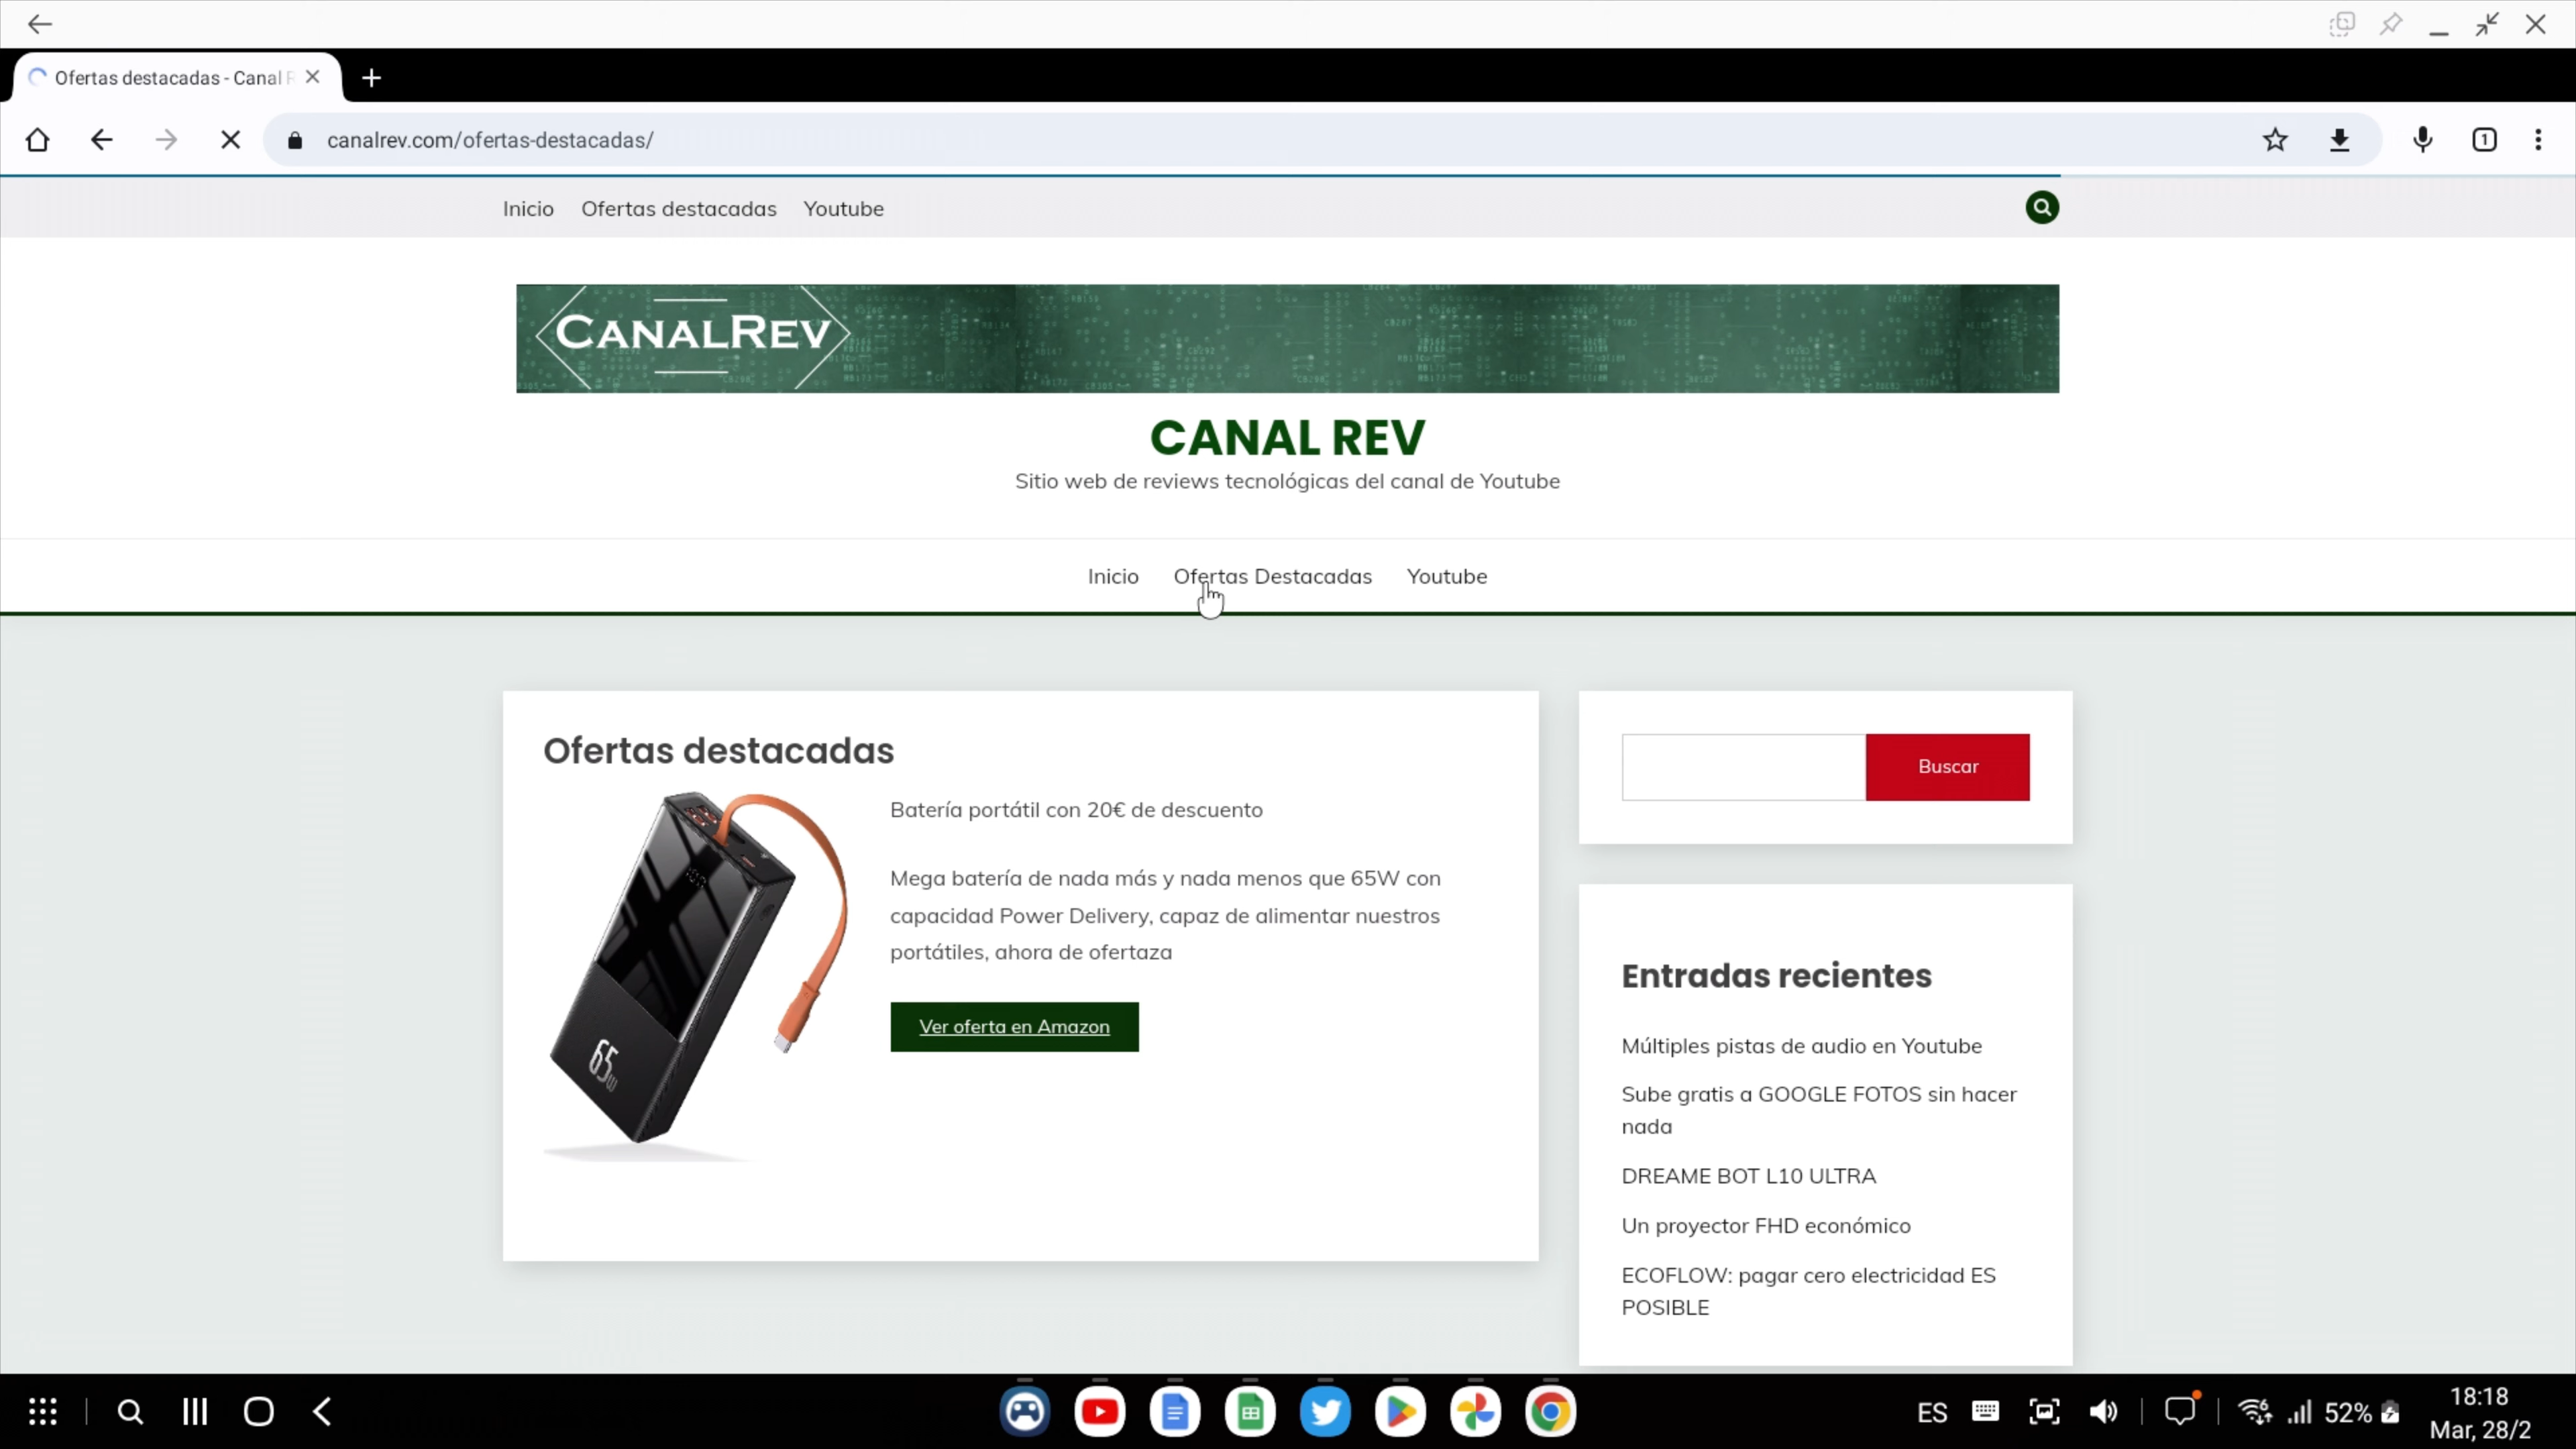 Ofertas destacadas - Canal R
canalrev.com/ofertas-destacadas/
1
Inicio Ofertas destacadas Youtube
CANALREV
CANAL REV
Sitio web de reviews tecnológicas del canal de Youtube
Inicio Ofertas Destacadas Youtube
Ofertas destacadas
Batería portátil con 20€ de descuento
Mega batería de nada más y nada menos que 65W con
capacidad Power Delivery, capaz de alimentar nuestros
portátiles, ahora de ofertaza
Ver oferta en Amazon
65W
Buscar
Entradas recientes
Múltiples pistas de audio en Youtube
Sube gratis a GOOGLE FOTOS sin hacer
nada
DREAME BOT L10 ULTRA
Un proyector FHD económico
ECOFLOW: pagar cero electricidad ES
POSIBLE
ES
52%
18:18
Mar, 28/2